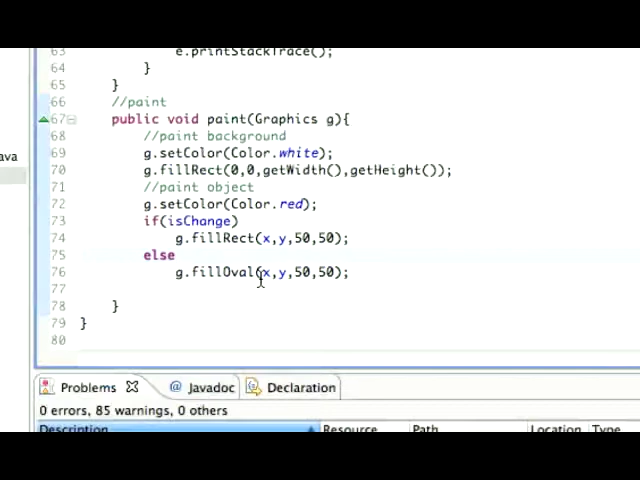 63 e.printStackTrace();
64 }
65 }
66 //paint
67 public void paint(Graphics g){
68 //paint background
69 g.setColor(Color.white);
70 g.fillRect(0,0,getWidth(),getHeight());
71 //paint object
72 g.setColor(Color.red);
73 if(isChange)
74 g.fillRect(x,y,50,50);
75 else
76 g.fillOval(x,y,50,50);
77
78 }
79 }
80
ava
Problems @ Javadoc Declaration
0 errors, 85 warnings, 0 others
Description Resource Path Location Type